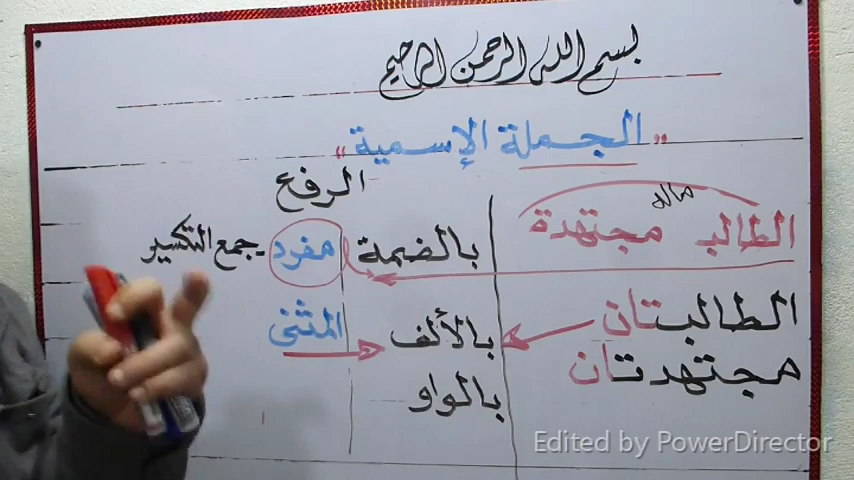 بسم الله الرحمن الرحيم
"الجملة الإسمية"
الرفع
الطالب مجتهدة
بالضمة مفرد - جمع التكسير
الطالبتان بالألف المثنى
مجتهدتان
بالواو
Edited by PowerDirector